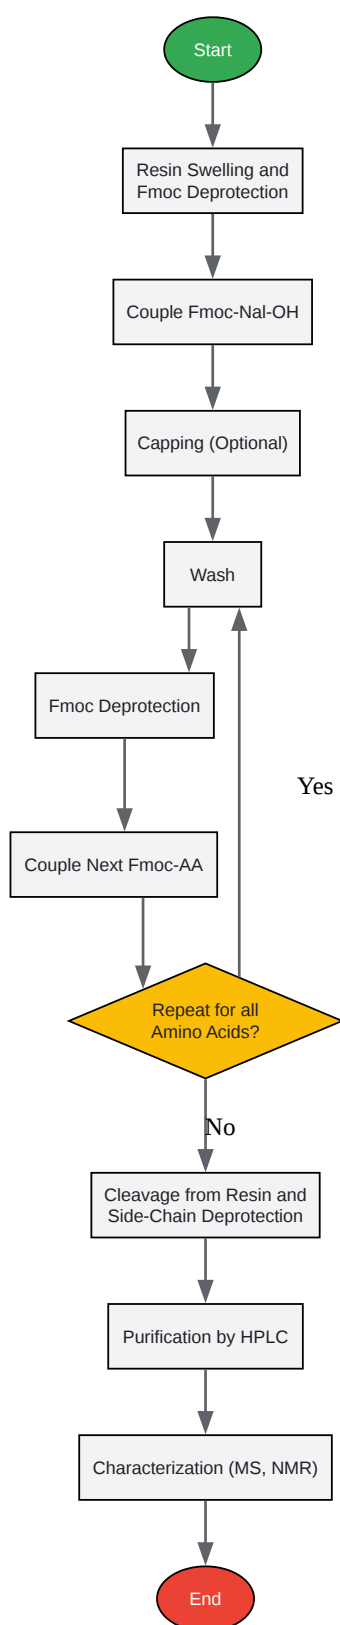 Start
Resin Swelling and
Fmoc Deprotection
Couple Fmoc-Nal-OH
Capping (Optional)
Wash
Fmoc Deprotection
Yes
Couple Next Fmoc-AA
Repeat for all
Amino Acids?
No
Cleavage from Resin and
Side-Chain Deprotection
Purification by HPLC
Characterization (MS, NMR)
End